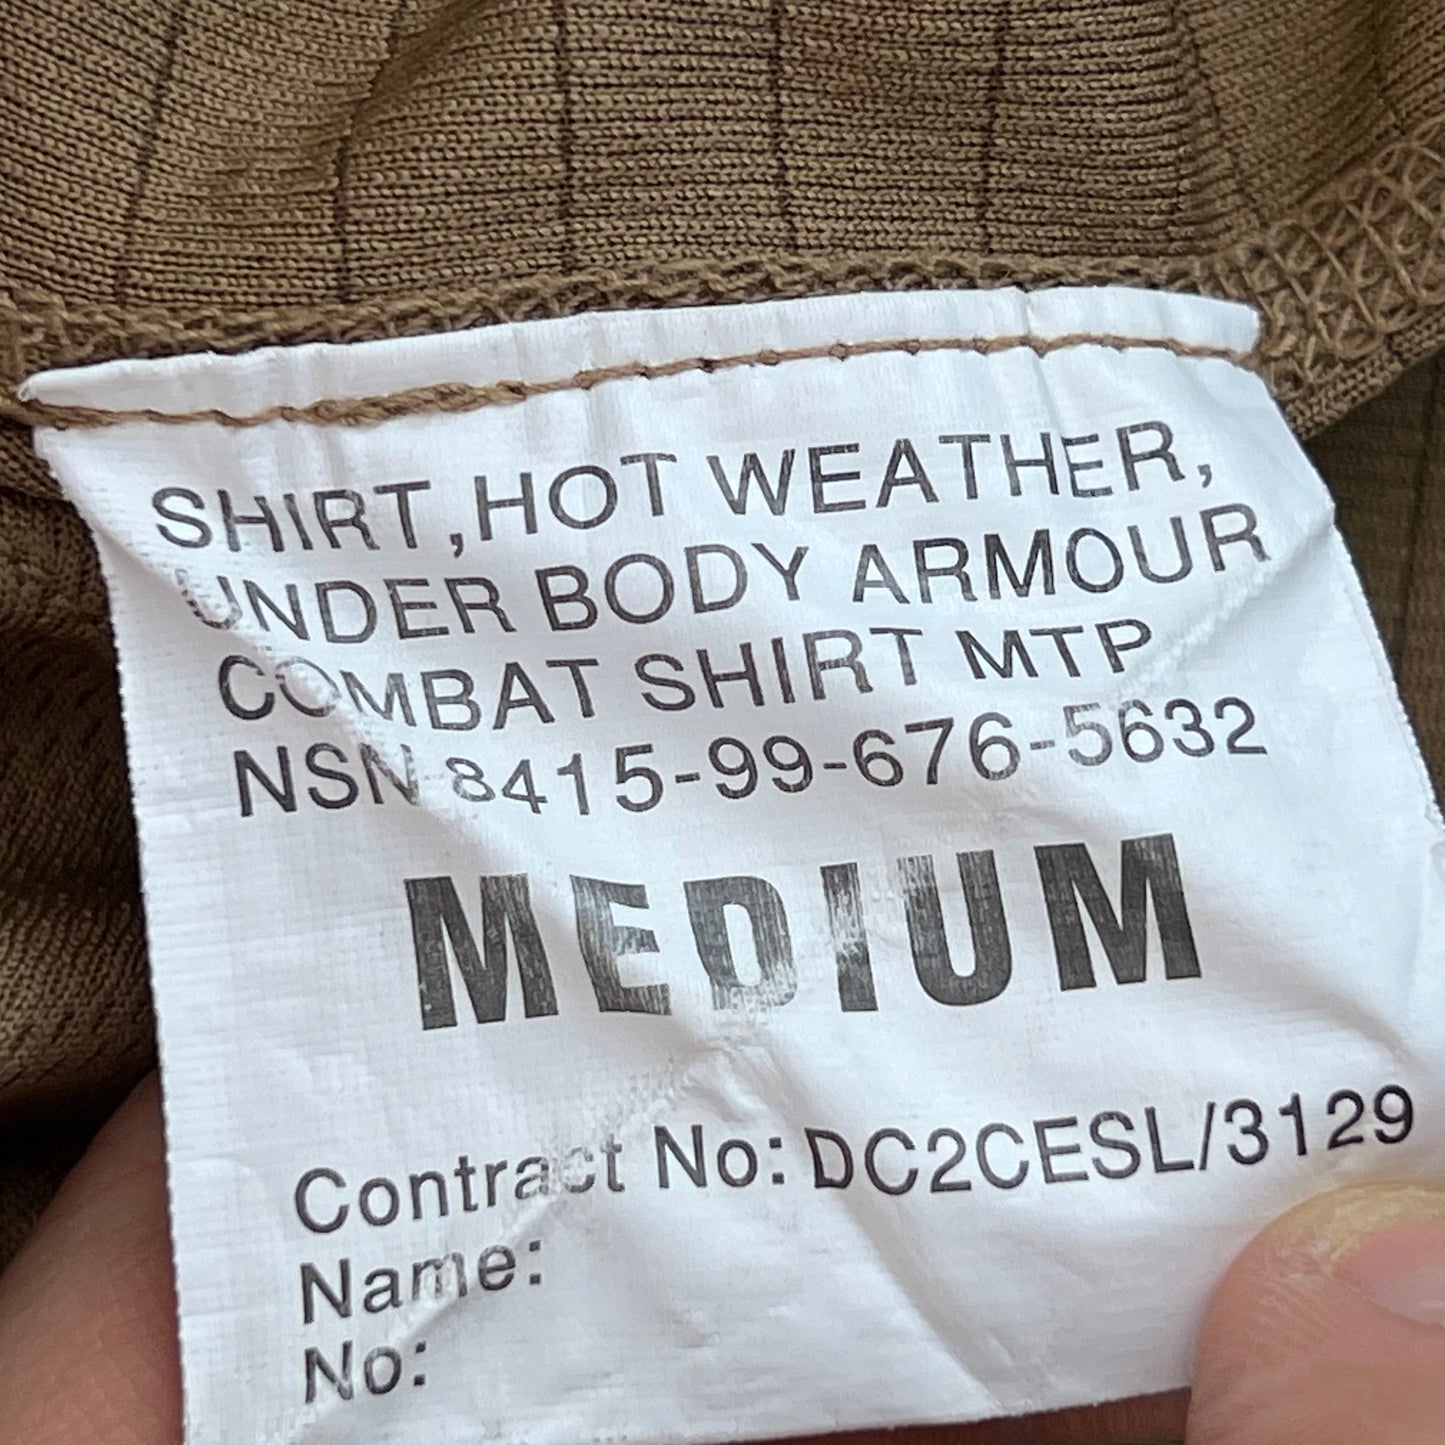 SHIRT,HOT WEATHER,
UNDER BODY ARMOUR
COMBAT SHIRT MTP
NSN 8415-99-676-5632
MEDIUM
Contract No: DC2CESL/3129
Name:
No: